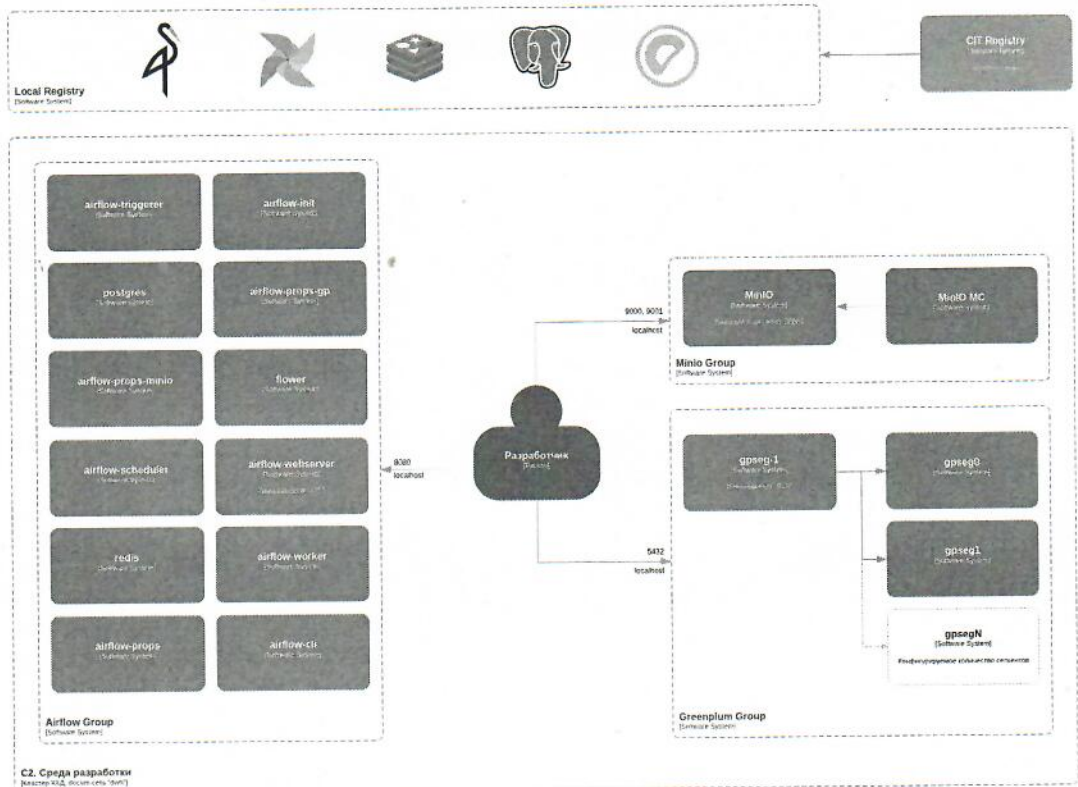 CIT Registry
[Software System]
Local Registry
[Software System]
airflow-triggerer
[Software System]
airflow-init
[Software System]
postgres
[Software System]
airflow-props-gp
[Software System]
airflow-props-minio
[Software System]
flower
[Software System]
airflow-scheduler
[Software System]
airflow-webserver
[Software System]
redis
[Software System]
airflow-worker
[Software System]
airflow-props
[Software System]
airflow-cli
[Software System]
Airflow Group
[Software System]
8080
localhost
Разработчик
[Person]
9000, 9001
localhost
MinIO
[Software System]
MinIO MC
[Software System]
Minio Group
[Software System]
5432
localhost
gpseg-1
[Software System]
gpseg0
[Software System]
gpseg1
[Software System]
gpsegN
[Software System]
Конфигурируемое количество сегментов
Greenplum Group
[Software System]
C2. Среда разработки